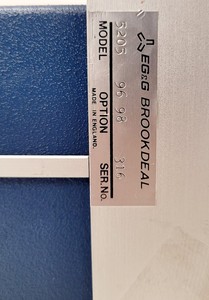 EG&G BROOKDEAL
5205 96 98 316
MODEL OPTION SER.No.
MADE IN ENGLAND.